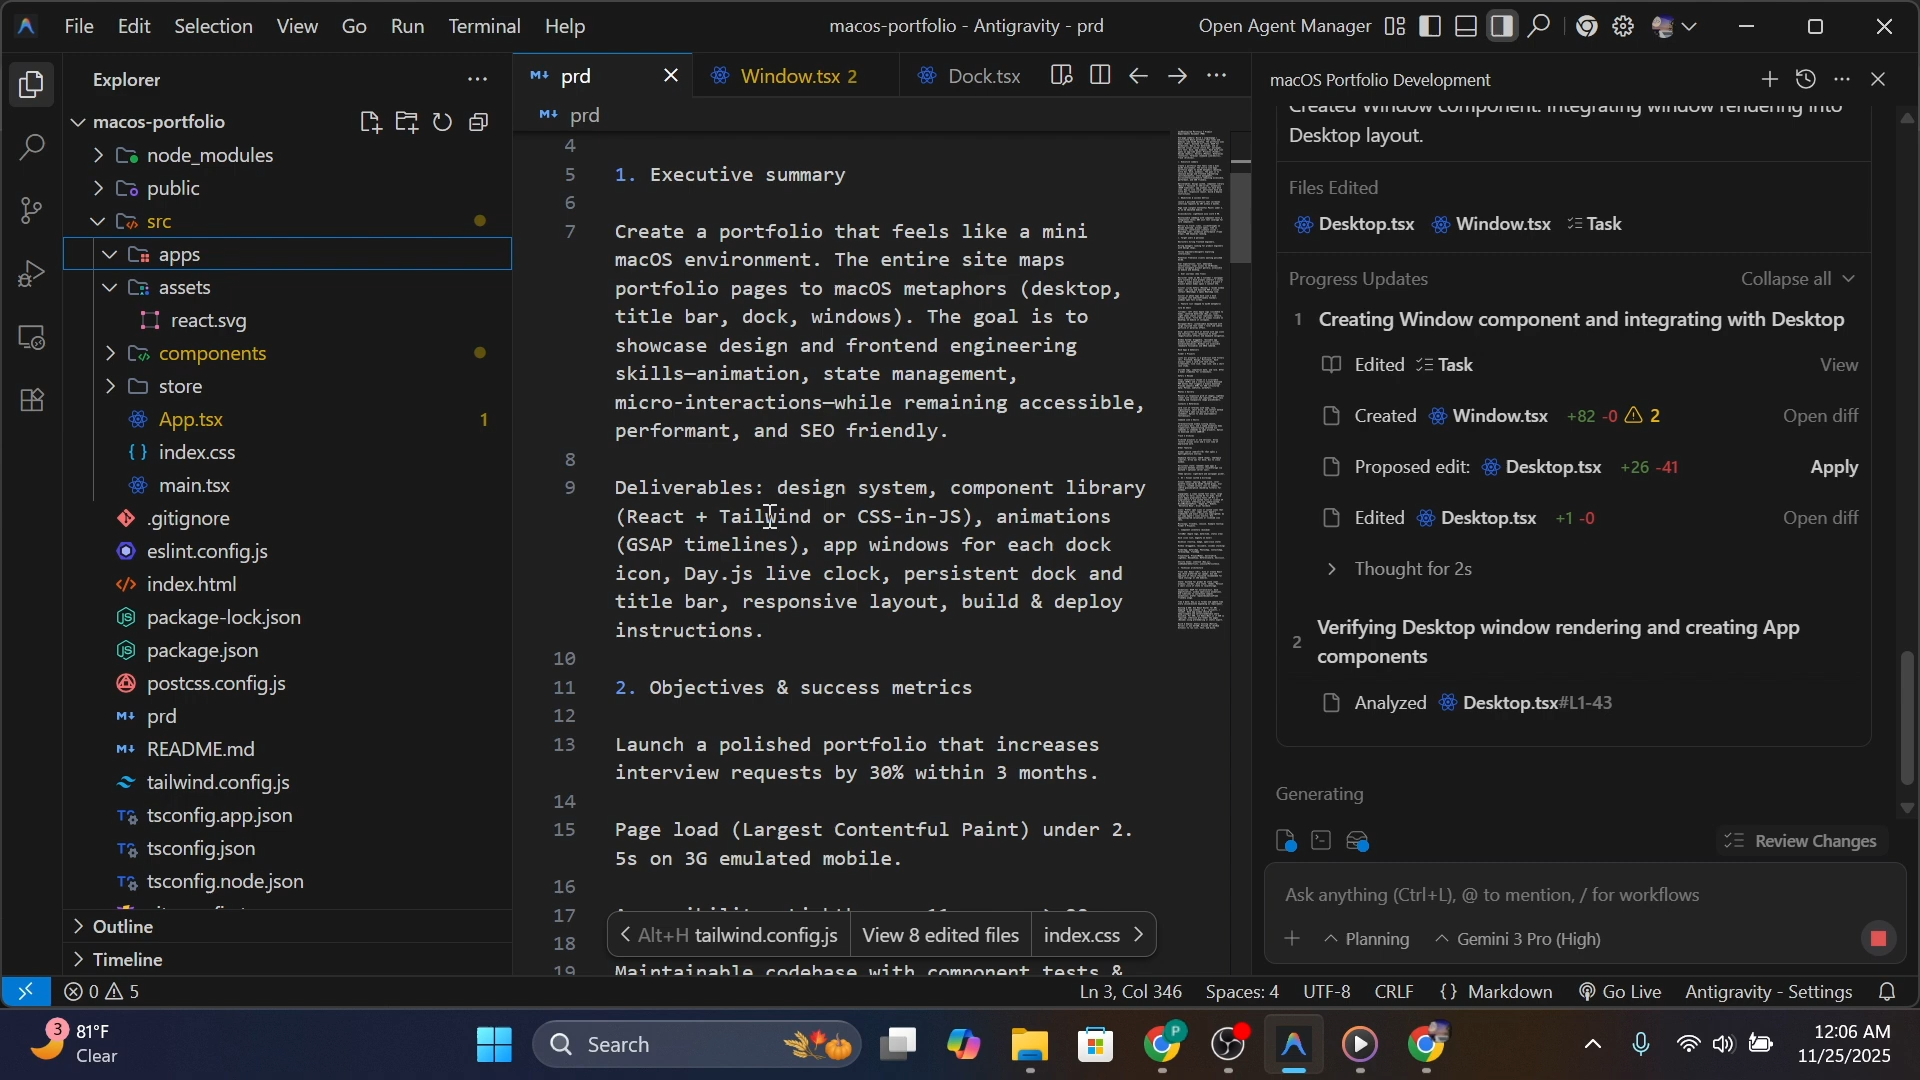 File Edit Selection View Go Run Terminal Help
macos-portfolio - Antigravity - prd
Open Agent Manager
Explorer
macos-portfolio
node_modules
public
src
apps
assets
react.svg
components
store
App.tsx 1
index.css
main.tsx
.gitignore
eslint.config.js
index.html
package-lock.json
package.json
postcss.config.js
prd
README.md
tailwind.config.js
tsconfig.app.json
tsconfig.json
tsconfig.node.json
Outline
Timeline
prd
Window.tsx 2
Dock.tsx
prd
4
5 1. Executive summary
6
7 Create a portfolio that feels like a mini
macOS environment. The entire site maps
portfolio pages to macOS metaphors (desktop,
title bar, dock, windows). The goal is to
showcase design and frontend engineering
skills—animation, state management,
micro-interactions—while remaining accessible,
performant, and SEO friendly.
8
9 Deliverables: design system, component library
(React + Tailwind or CSS-in-JS), animations
(GSAP timelines), app windows for each dock
icon, Day.js live clock, persistent dock and
title bar, responsive layout, build & deploy
instructions.
10
11 2. Objectives & success metrics
12
13 Launch a polished portfolio that increases
interview requests by 30% within 3 months.
14
15 Page load (Largest Contentful Paint) under 2.
5s on 3G emulated mobile.
16
17
18
19 Maintainable codebase with component tests &
Alt+H tailwind.config.js View 8 edited files index.css
macOS Portfolio Development
Created Window component. Integrating window rendering into
Desktop layout.
Files Edited
Desktop.tsx Window.tsx Task
Progress Updates Collapse all
1 Creating Window component and integrating with Desktop
Edited Task View
Created Window.tsx +82 -0 2 Open diff
Proposed edit: Desktop.tsx +26 -41 Apply
Edited Desktop.tsx +1 -0 Open diff
Thought for 2s
2 Verifying Desktop window rendering and creating App
components
Analyzed Desktop.tsx#L1-43
Generating
Review Changes
Ask anything (Ctrl+L), @ to mention, / for workflows
Planning Gemini 3 Pro (High)
0 5
Ln 3, Col 346 Spaces: 4 UTF-8 CRLF {} Markdown Go Live Antigravity - Settings
3
81°F
Clear
Search
P
12:06 AM
11/25/2025